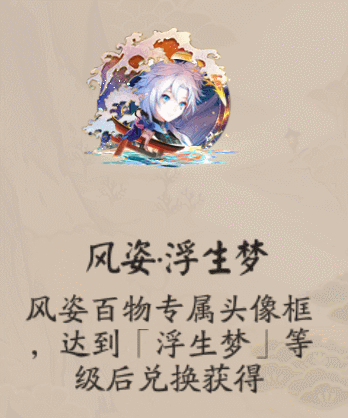 风姿·浮生梦
风姿百物专属头像框
，达到「浮生梦」等
级后兑换获得